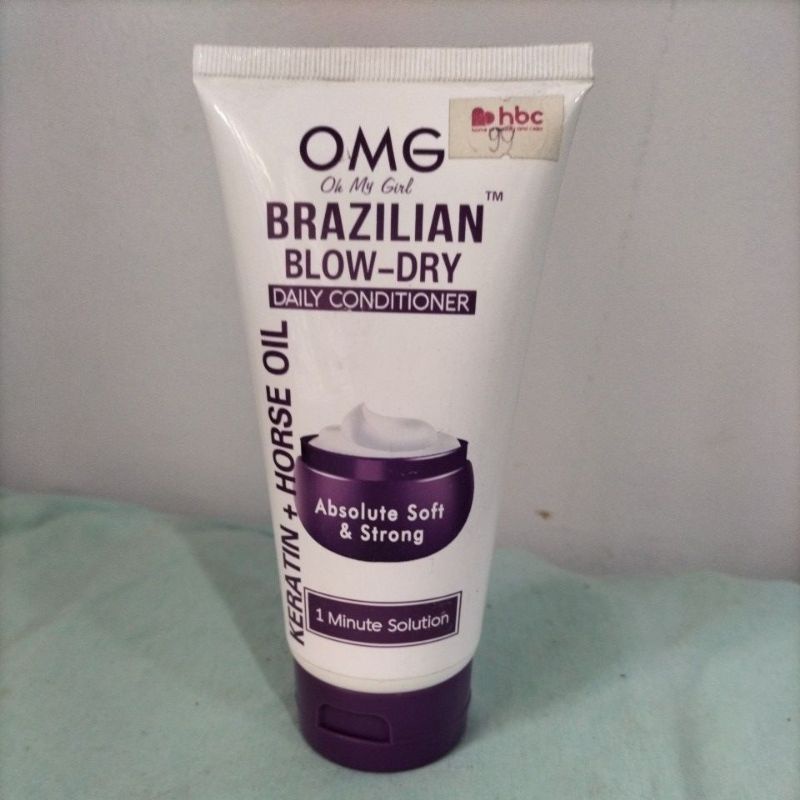 hbc
99
OMG
Oh My Girl
BRAZILIAN™
BLOW-DRY
DAILY CONDITIONER
KERATIN + HORSE OIL
Absolute Soft
& Strong
1 Minute Solution